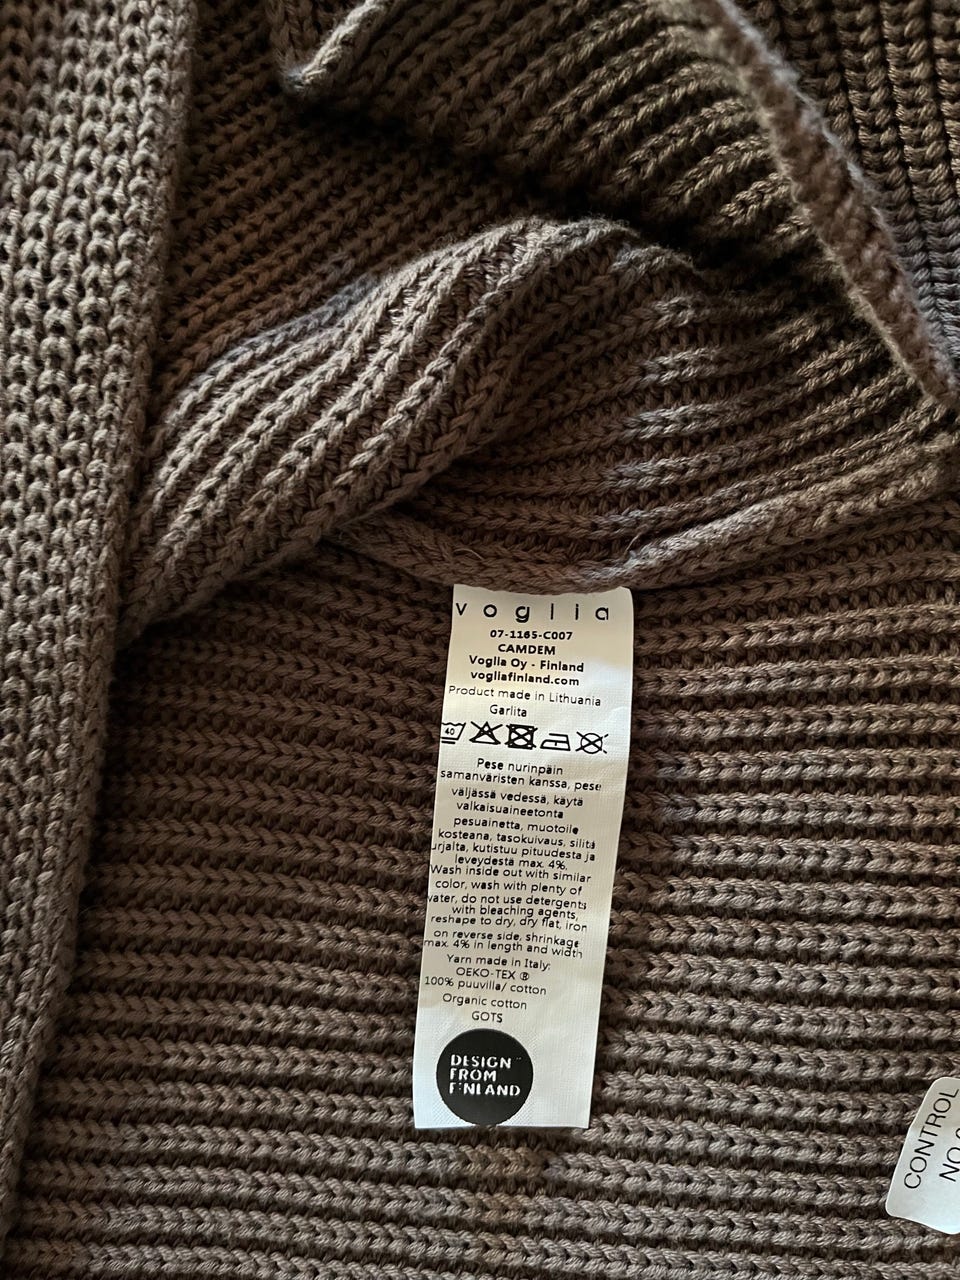 voglia
07-1165-C007
CAMDEM
Voglia Oy - Finland
vogliafinland.com
Product made in Lithuania
Garlita
40
Pese nurinpäin
samanväristen kanssa, pese
väljässä vedessä, käytä
valkaisuaineetonta
pesuainetta, muotoile
kosteana, tasokuivaus, silitä
urjalta, kutistuu pituudesta ja
leveydestä max. 4%.
Wash inside out with similar
color, wash with plenty of
water, do not use detergents
with bleaching agents,
reshape to dry, dry flat, iron
on reverse side, shrinkage
max. 4% in length and width
Yarn made in Italy:
OEKO-TEX ®
100% puuvilla/ cotton
Organic cotton
GOTS
DESIGN
FROM
FINLAND
CONTROL